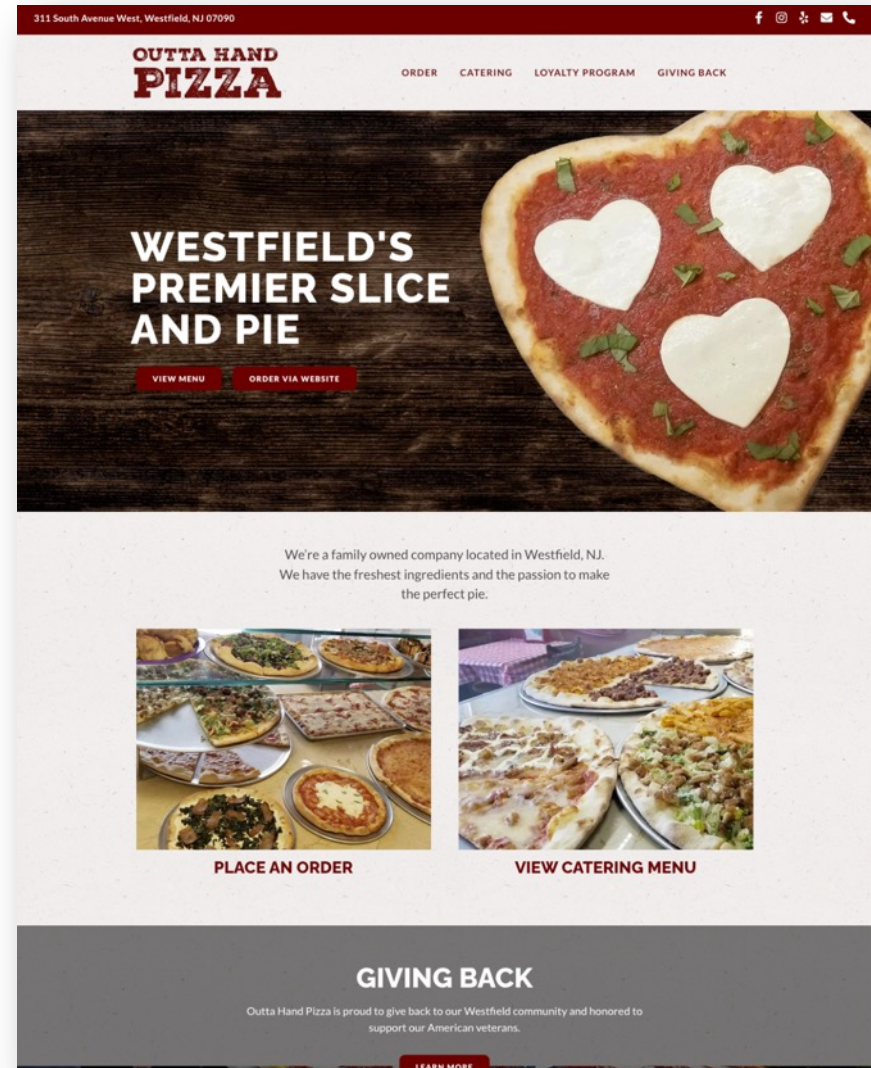 311 South Avenue West, Westfield, NJ 07090
OUTTA HAND
PIZZA
ORDER CATERING LOYALTY PROGRAM GIVING BACK
WESTFIELD'S
PREMIER SLICE
AND PIE
VIEW MENU ORDER VIA WEBSITE
We're a family owned company located in Westfield, NJ.
We have the freshest ingredients and the passion to make
the perfect pie.
PLACE AN ORDER VIEW CATERING MENU
GIVING BACK
Outta Hand Pizza is proud to give back to our Westfield community and honored to
support our American veterans.
LEARN MORE